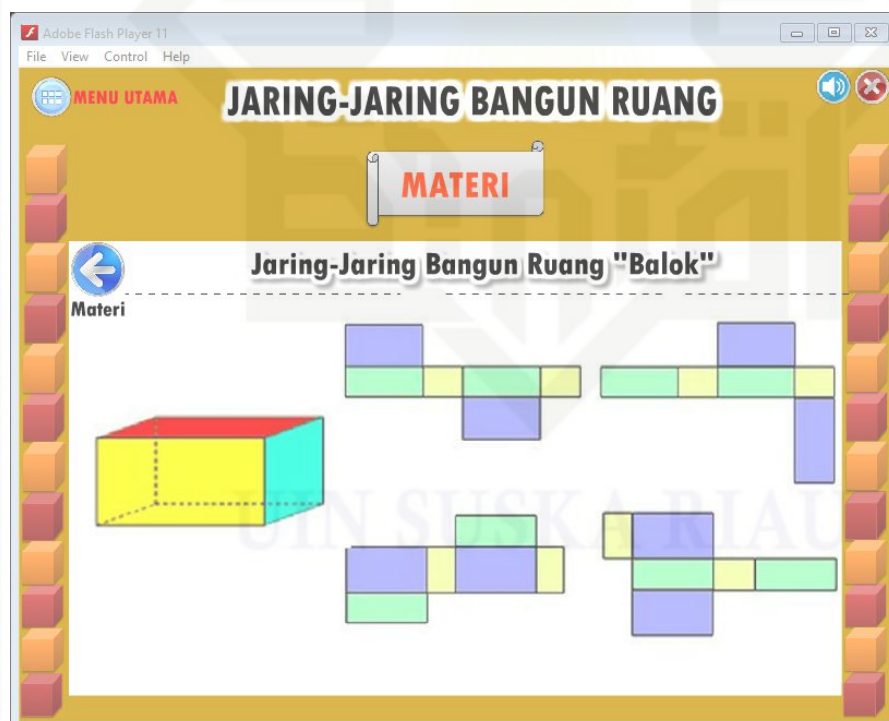 Adobe Flash Player 11
File View Control Help
MENU UTAMA
JARING-JARING BANGUN RUANG
MATERI
Jaring-Jaring Bangun Ruang "Balok"
Materi
UIN SUSKA RIAU